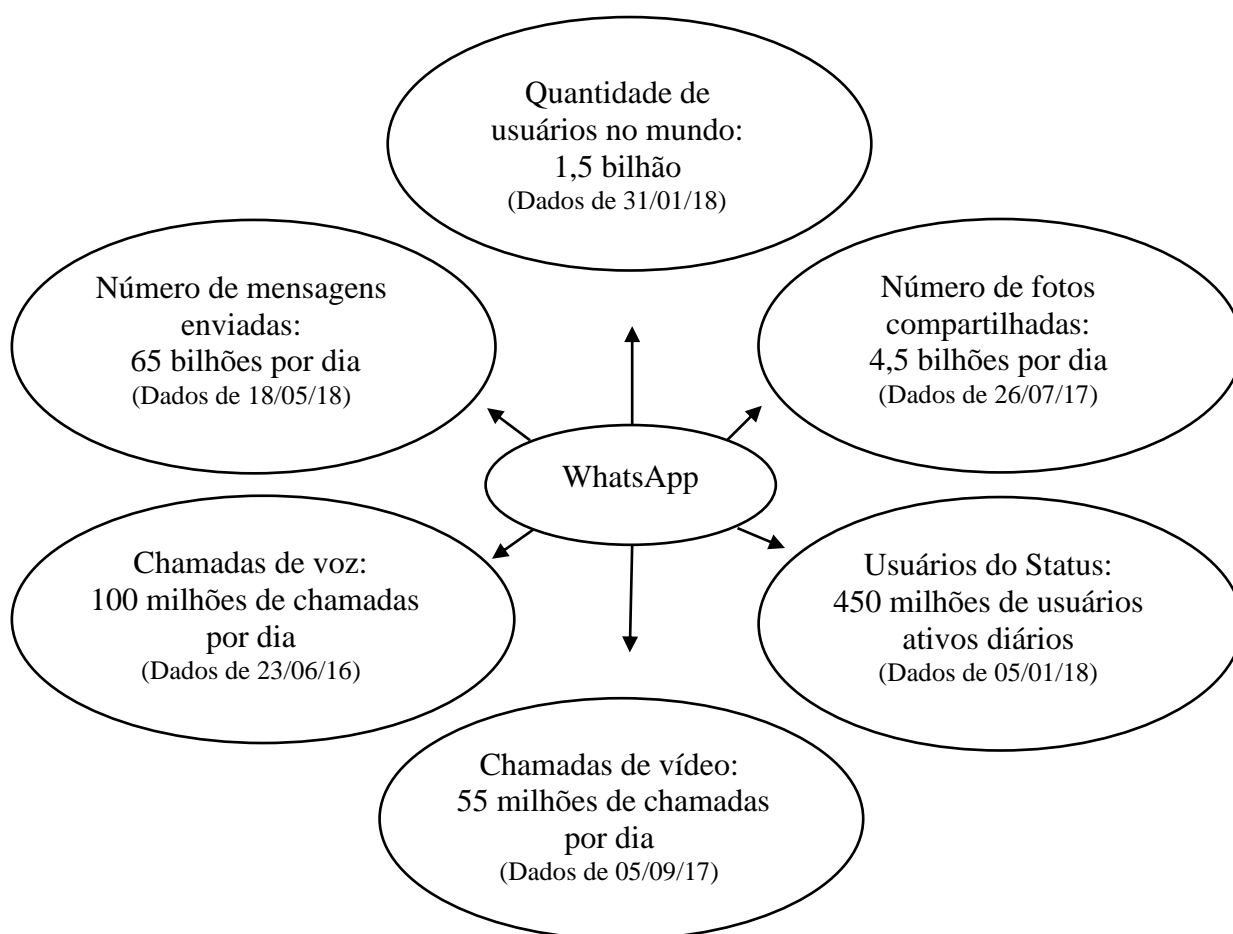 Quantidade de
usuários no mundo:
1,5 bilhão
(Dados de 31/01/18)
Número de mensagens
enviadas:
65 bilhões por dia
(Dados de 18/05/18)
Número de fotos
compartilhadas:
4,5 bilhões por dia
(Dados de 26/07/17)
WhatsApp
Chamadas de voz:
100 milhões de chamadas
por dia
(Dados de 23/06/16)
Usuários do Status:
450 milhões de usuários
ativos diários
(Dados de 05/01/18)
Chamadas de vídeo:
55 milhões de chamadas
por dia
(Dados de 05/09/17)